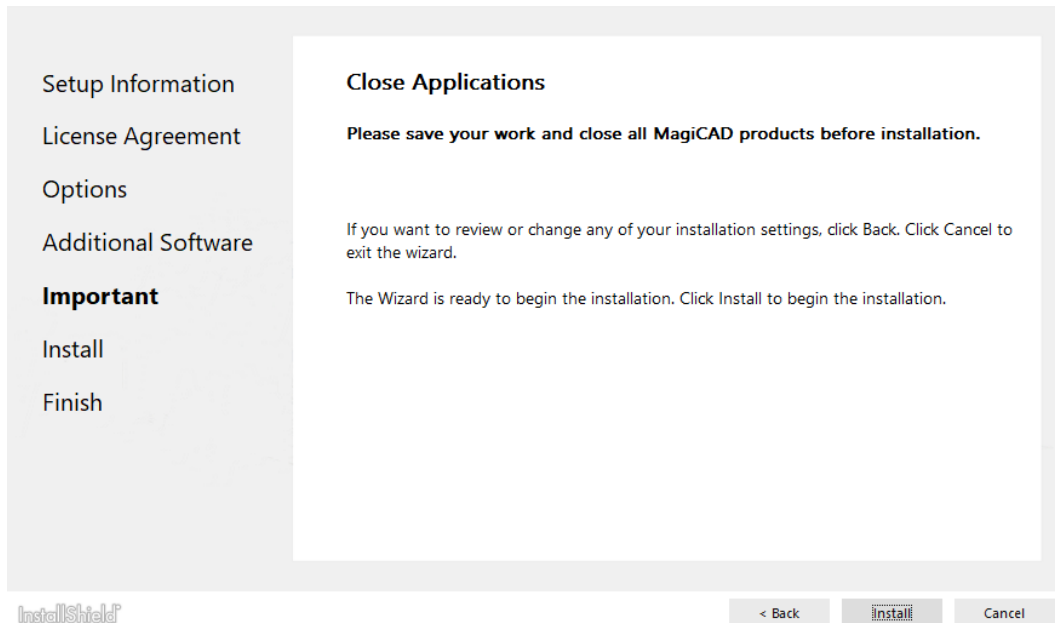 Setup Information
License Agreement
Options
Additional Software
Important
Install
Finish
Close Applications
Please save your work and close all MagiCAD products before installation.
If you want to review or change any of your installation settings, click Back. Click Cancel to
exit the wizard.
The Wizard is ready to begin the installation. Click Install to begin the installation.
InstallShield
< Back
Install
Cancel